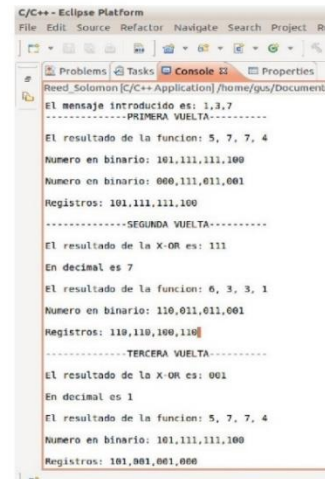 C/C++ - Eclipse Platform
File Edit Source Refactor Navigate Search Project R
Problems Tasks Console Properties
Reed_Solomon [C/C++ Application] /home/gus/Document
El mensaje introducido es: 1,3,7
-------------PRIMERA VUELTA----------
El resultado de la funcion: 5, 7, 7, 4
Numero en binario: 101,111,111,100
Numero en binario: 000,111,011,001
Registros: 101,111,111,100
-------------SEGUNDA VUELTA---------
El resultado de la X-OR es: 111
En decimal es 7
El resultado de la funcion: 6, 3, 3, 1
Numero en binario: 110,011,011,001
Registros: 110,110,100,110
-------------TERCERA VUELTA---------
El resultado de la X-OR es: 001
En decimal es 1
El resultado de la funcion: 5, 7, 7, 4
Numero en binario: 101,111,111,100
Registros: 101,001,001,000